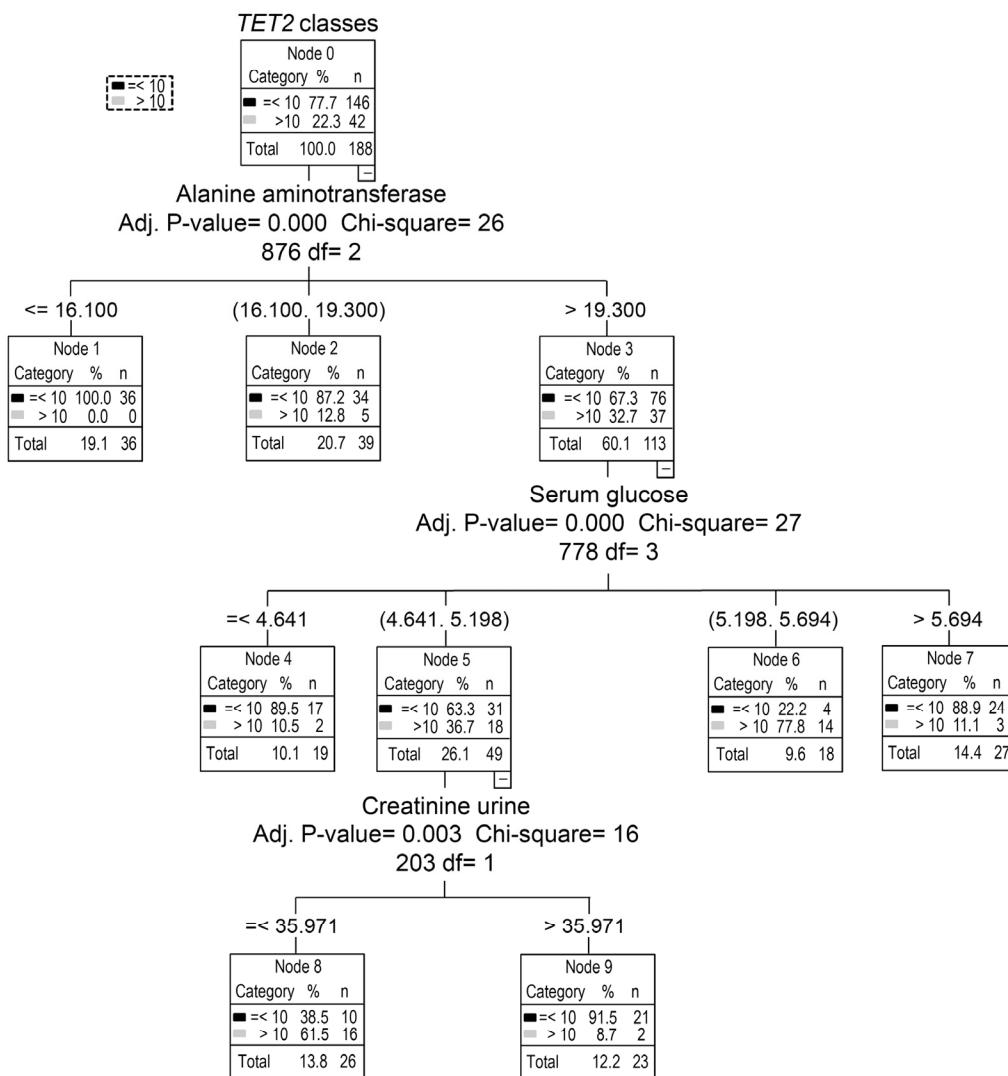 TET2 classes
=< 10
> 10
Node 0
Category % n
=< 10 77.7 146
>10 22.3 42
Total 100.0 188
Alanine aminotransferase
Adj. P-value= 0.000 Chi-square= 26
876 df= 2
<= 16.100
(16.100. 19.300)
> 19.300
Node 1
Category % n
=< 10 100.0 36
> 10 0.0 0
Total 19.1 36
Node 2
Category % n
=< 10 87.2 34
> 10 12.8 5
Total 20.7 39
Node 3
Category % n
=< 10 67.3 76
>10 32.7 37
Total 60.1 113
Serum glucose
Adj. P-value= 0.000 Chi-square= 27
778 df= 3
=< 4.641
(4.641. 5.198)
(5.198. 5.694)
> 5.694
Node 4
Category % n
=< 10 89.5 17
> 10 10.5 2
Total 10.1 19
Node 5
Category % n
=< 10 63.3 31
> 10 36.7 18
Total 26.1 49
Node 6
Category % n
=< 10 22.2 4
> 10 77.8 14
Total 9.6 18
Node 7
Category % n
=< 10 88.9 24
> 10 11.1 3
Total 14.4 27
Creatinine urine
Adj. P-value= 0.003 Chi-square= 16
203 df= 1
=< 35.971
> 35.971
Node 8
Category % n
=< 10 38.5 10
> 10 61.5 16
Total 13.8 26
Node 9
Category % n
=< 10 91.5 21
> 10 8.7 2
Total 12.2 23